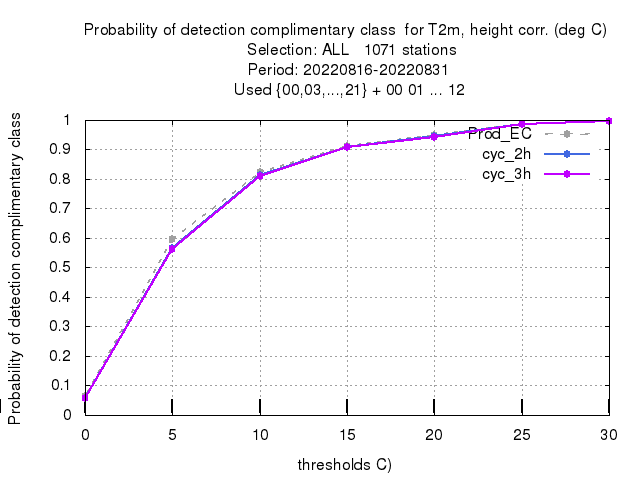 Probability of detection complimentary class for T2m, height corr. (deg C)
Selection: ALL 1071 stations
Period: 20220816-20220831
Used {00,03,...,21} + 00 01 ... 12
Probability of detection complimentary class
1
0.9
0.8
0.7
0.6
0.5
0.4
0.3
0.2
0.1
0
Prod_EC
cyc_2h
cyc_3h
0 5 10 15 20 25 30
thresholds C)